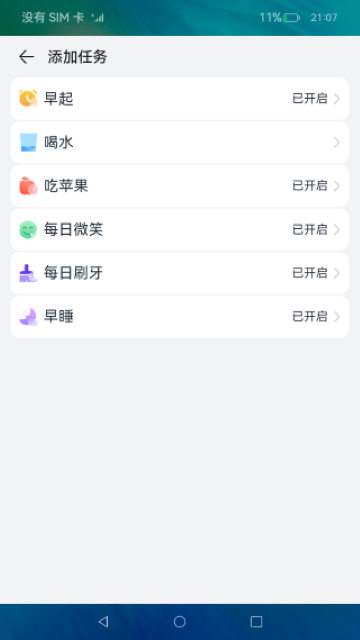 没有 SIM 卡 11% 21:07
添加任务
早起 已开启
喝水
吃苹果 已开启
每日微笑 已开启
每日刷牙 已开启
早睡 已开启